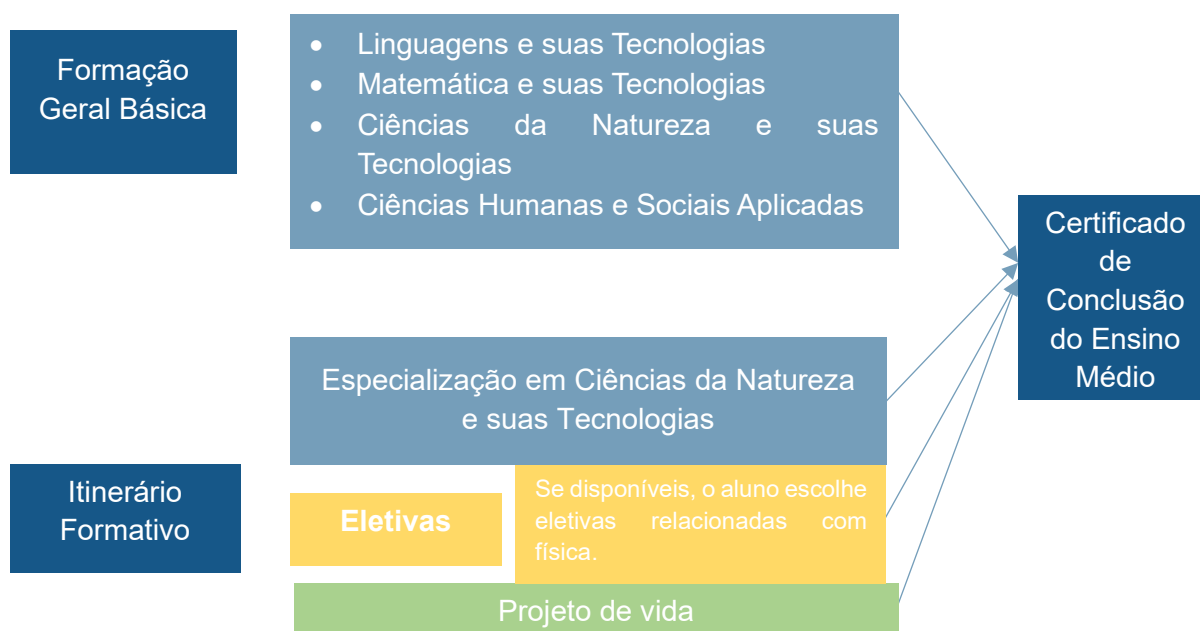 Formação
Geral Básica
• Linguagens e suas Tecnologias
• Matemática e suas Tecnologias
• Ciências da Natureza e suas
Tecnologias
• Ciências Humanas e Sociais Aplicadas
Certificado
de
Conclusão
do Ensino
Médio
Especialização em Ciências da Natureza
e suas Tecnologias
Itinerário
Formativo
Eletivas
Se disponíveis, o aluno escolhe
eletivas relacionadas com
física.
Projeto de vida